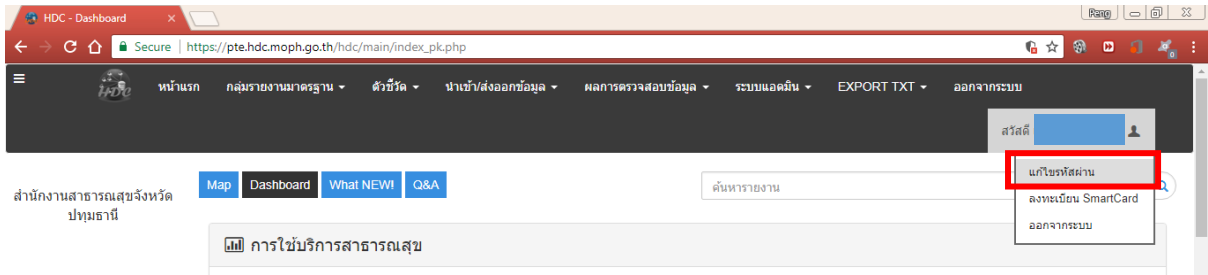 HDC - Dashboard
Peng
Secure | https://pte.hdc.moph.go.th/hdc/main/index_pk.php
HDC
หน้าแรก กลุ่มรายงานมาตรฐาน ตัวชี้วัด นำเข้า/ส่งออกข้อมูล ผลการตรวจสอบข้อมูล ระบบแอดมิน EXPORT TXT ออกจากระบบ
สวัสดี
แก้ไขรหัสผ่าน
ลงทะเบียน SmartCard
ออกจากระบบ
Map Dashboard What NEW! Q&A
ค้นหารายงาน
สำนักงานสาธารณสุขจังหวัด
ปทุมธานี
การใช้บริการสาธารณสุข